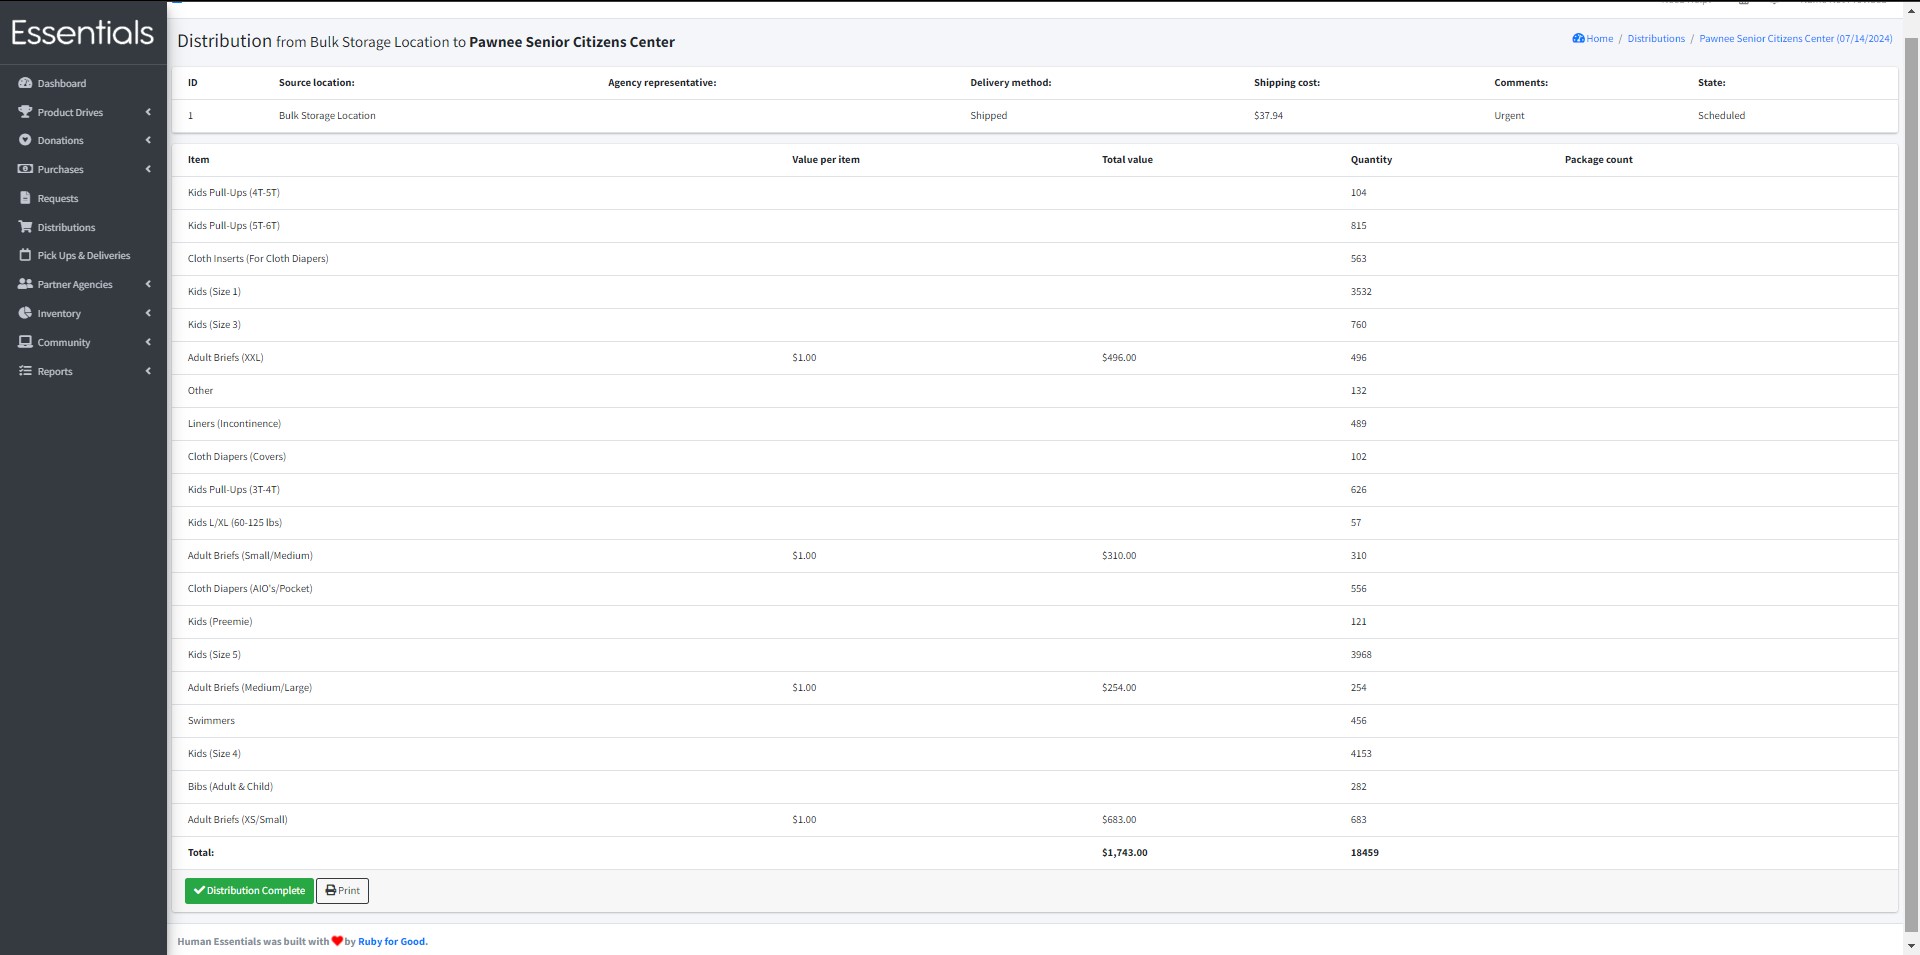 Essentials
Dashboard
Product Drives
Donations
Purchases
Requests
Distributions
Pick Ups & Deliveries
Partner Agencies
Inventory
Community
Reports
Distribution from Bulk Storage Location to Pawnee Senior Citizens Center
Home / Distributions / Pawnee Senior Citizens Center (07/14/2024)
ID Source location: Agency representative: Delivery method: Shipping cost: Comments: State:
1 Bulk Storage Location Shipped $37.94 Urgent Scheduled
Item Value per item Total value Quantity Package count
Kids Pull-Ups (4T-5T) 104
Kids Pull-Ups (5T-6T) 815
Cloth Inserts (For Cloth Diapers) 563
Kids (Size 1) 3532
Kids (Size 3) 760
Adult Briefs (XXL) $1.00 $496.00 496
Other 132
Liners (Incontinence) 489
Cloth Diapers (Covers) 102
Kids Pull-Ups (3T-4T) 626
Kids L/XL (60-125 lbs) 57
Adult Briefs (Small/Medium) $1.00 $310.00 310
Cloth Diapers (AIO's/Pocket) 556
Kids (Preemie) 121
Kids (Size 5) 3968
Adult Briefs (Medium/Large) $1.00 $254.00 254
Swimmers 456
Kids (Size 4) 4153
Bibs (Adult & Child) 282
Adult Briefs (XS/Small) $1.00 $683.00 683
Total: $1,743.00 18459
Distribution Complete Print
Human Essentials was built with by Ruby for Good.